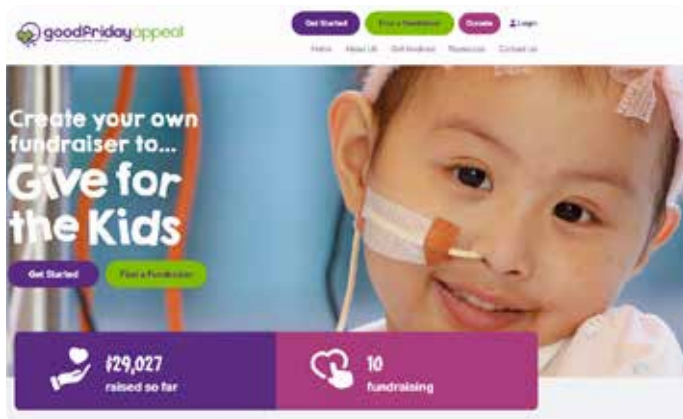 goodfridayappeal
Get Started
Find a Fundraiser
Donate
Login
Home About Us Get Involved Resources Contact Us
Create your own
fundraiser to...
Give for
the Kids
Get Started
Find a Fundraiser
$29,027
raised so far
10
fundraising